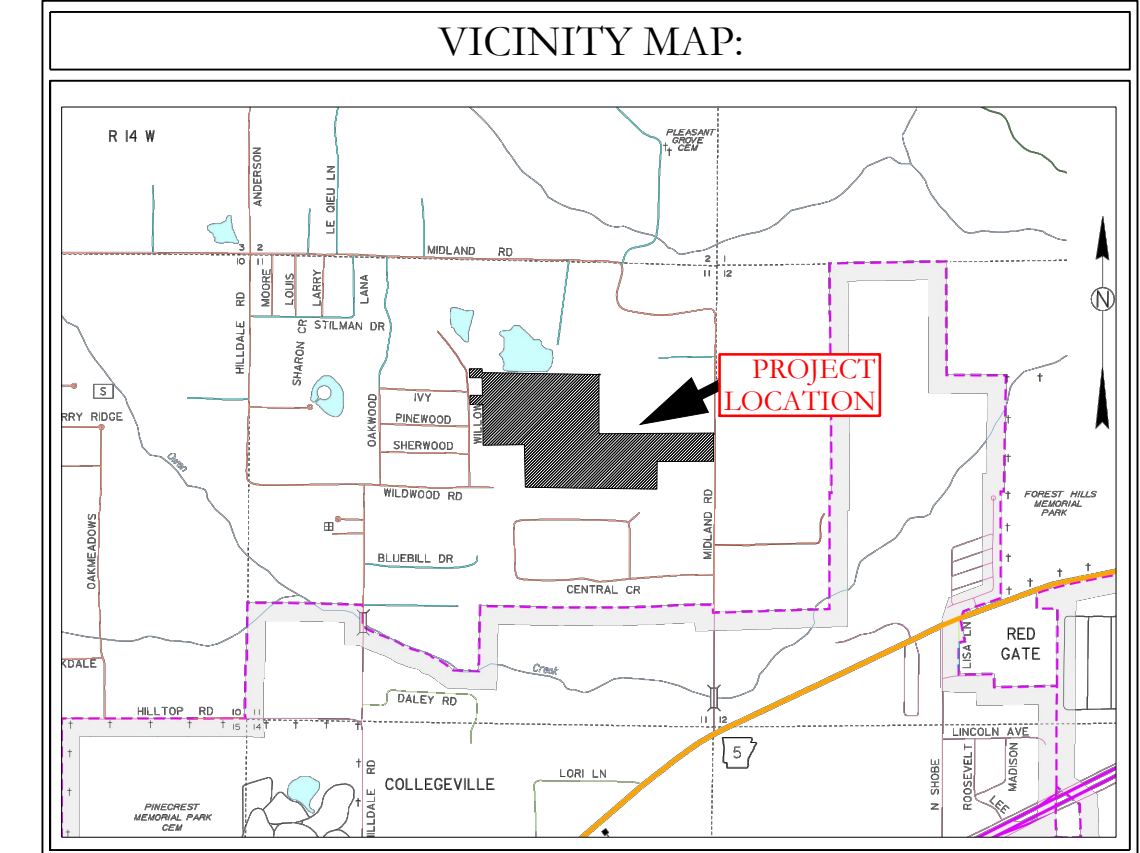 VICINITY MAP:
R 14 W
PLEASANT
GROVE
CEM
ANDERSON
LE OIEU LN
3 2
10 11
MIDLAND RD
2 1
11 12
MOORE
LOUIS
LARRY
LANA
HILLDALE RD
STILMAN DR
SHARON CR
N
PROJECT
LOCATION
S
RRY RIDGE
IVY
PINEWOOD
SHERWOOD
OAKWOOD
WILLOW
WILDWOOD RD
Owen
MIDLAND RD
FOREST HILLS
MEMORIAL
PARK
OAKMEADOWS
BLUEBILL DR
CENTRAL CR
RED
GATE
LISA LN
KDALE
Creek
DALEY RD
HILLTOP RD
10 11
15 14
11 12
5
LINCOLN AVE
LORI LN
COLLEGEVILLE
ILLDALE RD
N SHOBE
ROOSEVELT
MADISON
LEE
PINECREST
MEMORIAL PARK
CEM